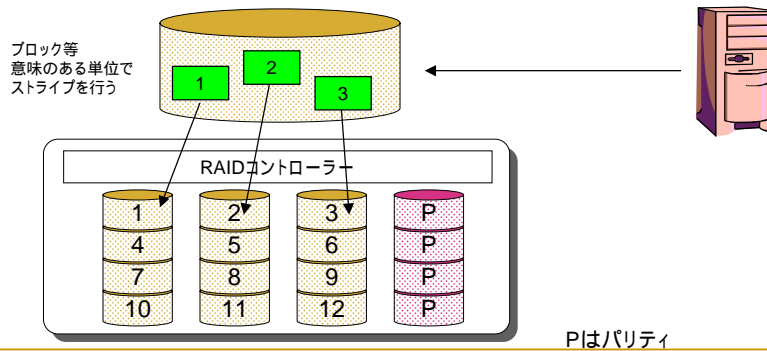 ブロック等
意味のある単位で
ストライプを行う
1
2
3
RAIDコントローラー
1 2 3 P
4 5 6 P
7 8 9 P
10 11 12 P
Pはパリティ